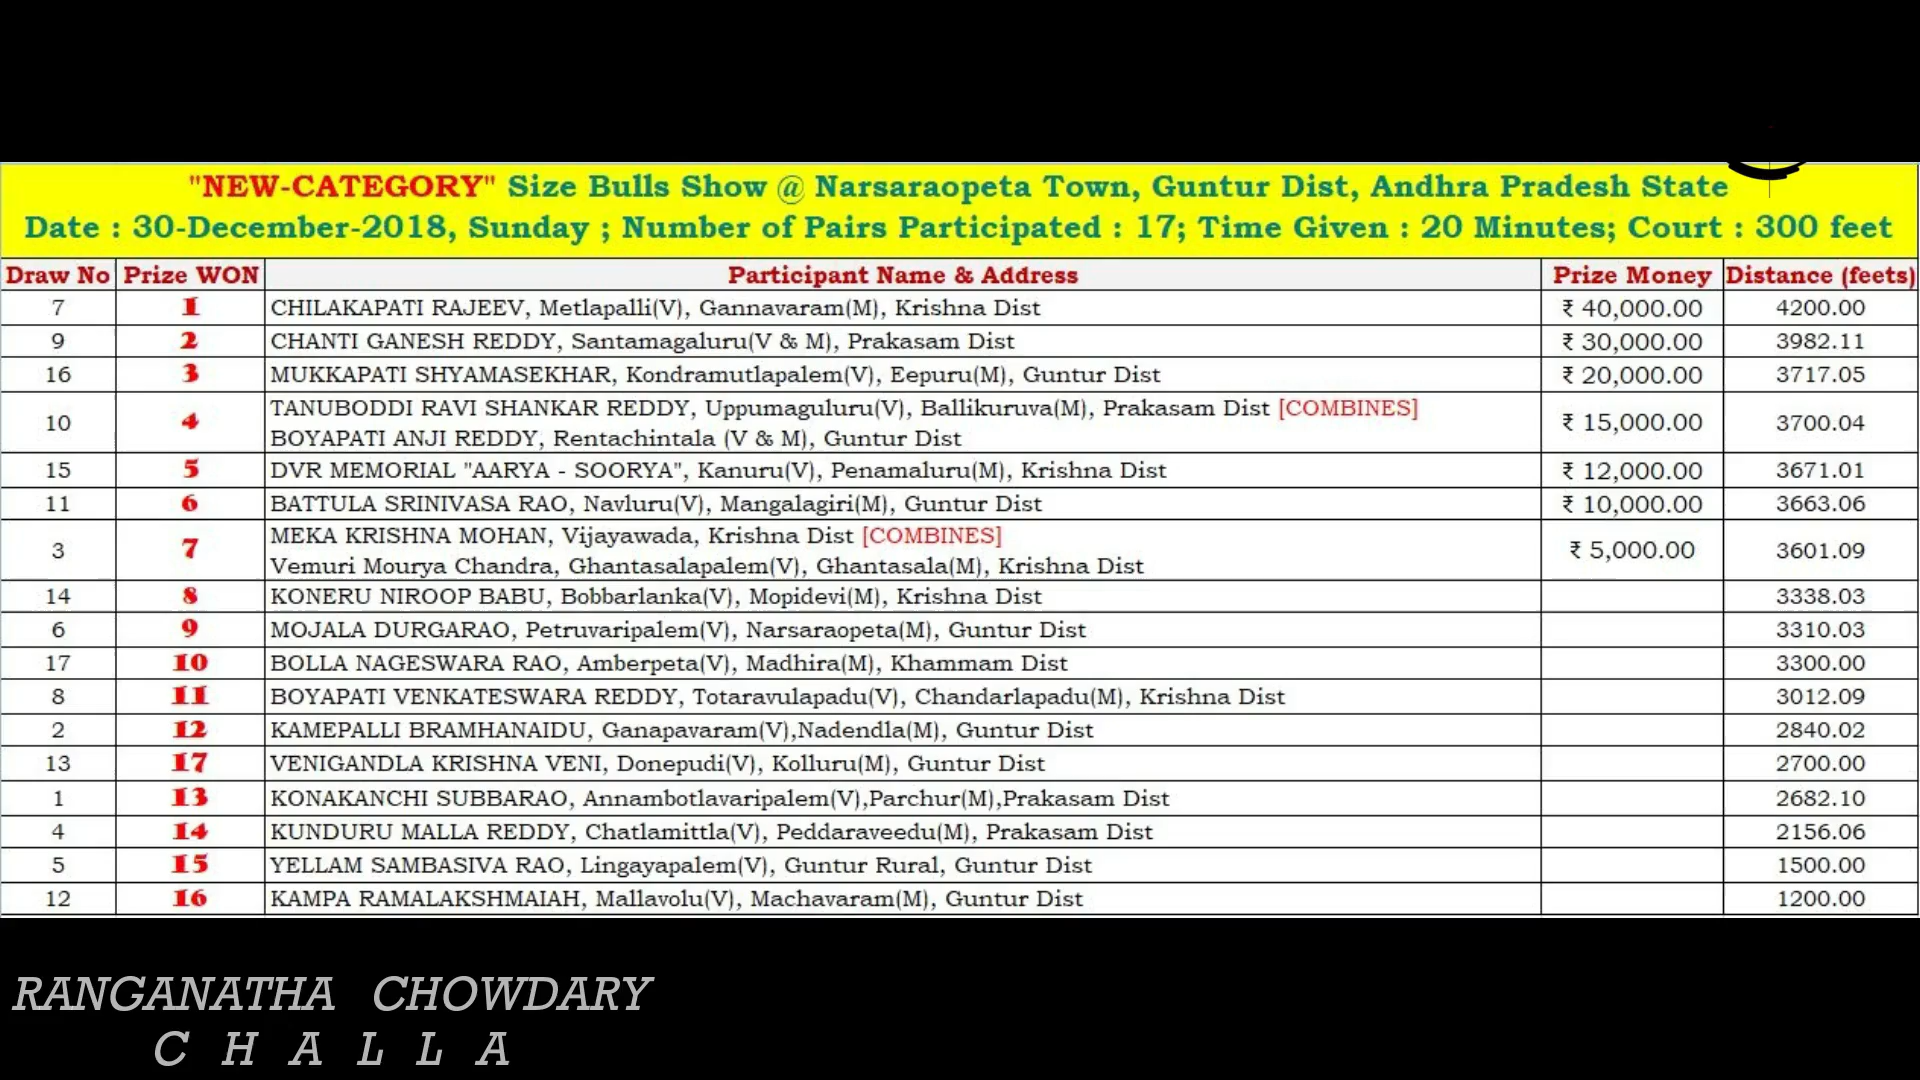 "NEW-CATEGORY" Size Bulls Show @ Narsaraopeta Town, Guntur Dist, Andhra Pradesh State
Date : 30-December-2018, Sunday ; Number of Pairs Participated : 17; Time Given : 20 Minutes; Court : 300 feet
Draw No Prize WON Participant Name & Address Prize Money Distance (feets)
7 1 CHILAKAPATI RAJEEV, Metlapalli(V), Gannavaram(M), Krishna Dist ₹ 40,000.00 4200.00
9 2 CHANTI GANESH REDDY, Santamagaluru(V & M), Prakasam Dist ₹ 30,000.00 3982.11
16 3 MUKKAPATI SHYAMASEKHAR, Kondramutlapalem(V), Eepuru(M), Guntur Dist ₹ 20,000.00 3717.05
10 4 TANUBODDI RAVI SHANKAR REDDY, Uppumaguluru(V), Ballikuruva(M), Prakasam Dist [COMBINES] ₹ 15,000.00 3700.04
BOYAPATI ANJI REDDY, Rentachintala (V & M), Guntur Dist
15 5 DVR MEMORIAL "AARYA - SOORYA", Kanuru(V), Penamaluru(M), Krishna Dist ₹ 12,000.00 3671.01
11 6 BATTULA SRINIVASA RAO, Navluru(V), Mangalagiri(M), Guntur Dist ₹ 10,000.00 3663.06
3 7 MEKA KRISHNA MOHAN, Vijayawada, Krishna Dist [COMBINES] ₹ 5,000.00 3601.09
Vemuri Mourya Chandra, Ghantasalapalem(V), Ghantasala(M), Krishna Dist
14 8 KONERU NIROOP BABU, Bobbarlanka(V), Mopidevi(M), Krishna Dist 3338.03
6 9 MOJALA DURGARAO, Petruvaripalem(V), Narsaraopeta(M), Guntur Dist 3310.03
17 10 BOLLA NAGESWARA RAO, Amberpeta(V), Madhira(M), Khammam Dist 3300.00
8 11 BOYAPATI VENKATESWARA REDDY, Totaravulapadu(V), Chandarlapadu(M), Krishna Dist 3012.09
2 12 KAMEPALLI BRAMHANAIDU, Ganapavaram(V),Nadendla(M), Guntur Dist 2840.02
13 17 VENIGANDLA KRISHNA VENI, Donepudi(V), Kolluru(M), Guntur Dist 2700.00
1 13 KONAKANCHI SUBBARAO, Annambotlavaripalem(V),Parchur(M),Prakasam Dist 2682.10
4 14 KUNDURU MALLA REDDY, Chatlamittla(V), Peddaraveedu(M), Prakasam Dist 2156.06
5 15 YELLAM SAMBASIVA RAO, Lingayapalem(V), Guntur Rural, Guntur Dist 1500.00
12 16 KAMPA RAMALAKSHMAIAH, Mallavolu(V), Machavaram(M), Guntur Dist 1200.00
RANGANATHA CHOWDARY
C H A L L A